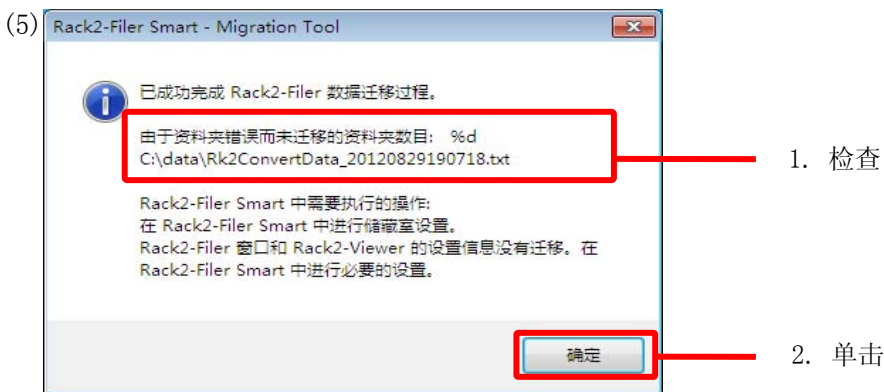 (5)
Rack2-Filer Smart - Migration Tool
已成功完成 Rack2-Filer 数据迁移过程。
由于资料夹错误而未迁移的资料夹数目: %d
C:\data\Rk2ConvertData_20120829190718.txt
1. 检查
Rack2-Filer Smart 中需要执行的操作:
在 Rack2-Filer Smart 中进行储藏室设置。
Rack2-Filer 窗口和 Rack2-Viewer 的设置信息没有迁移。在
Rack2-Filer Smart 中进行必要的设置。
确定
2. 单击